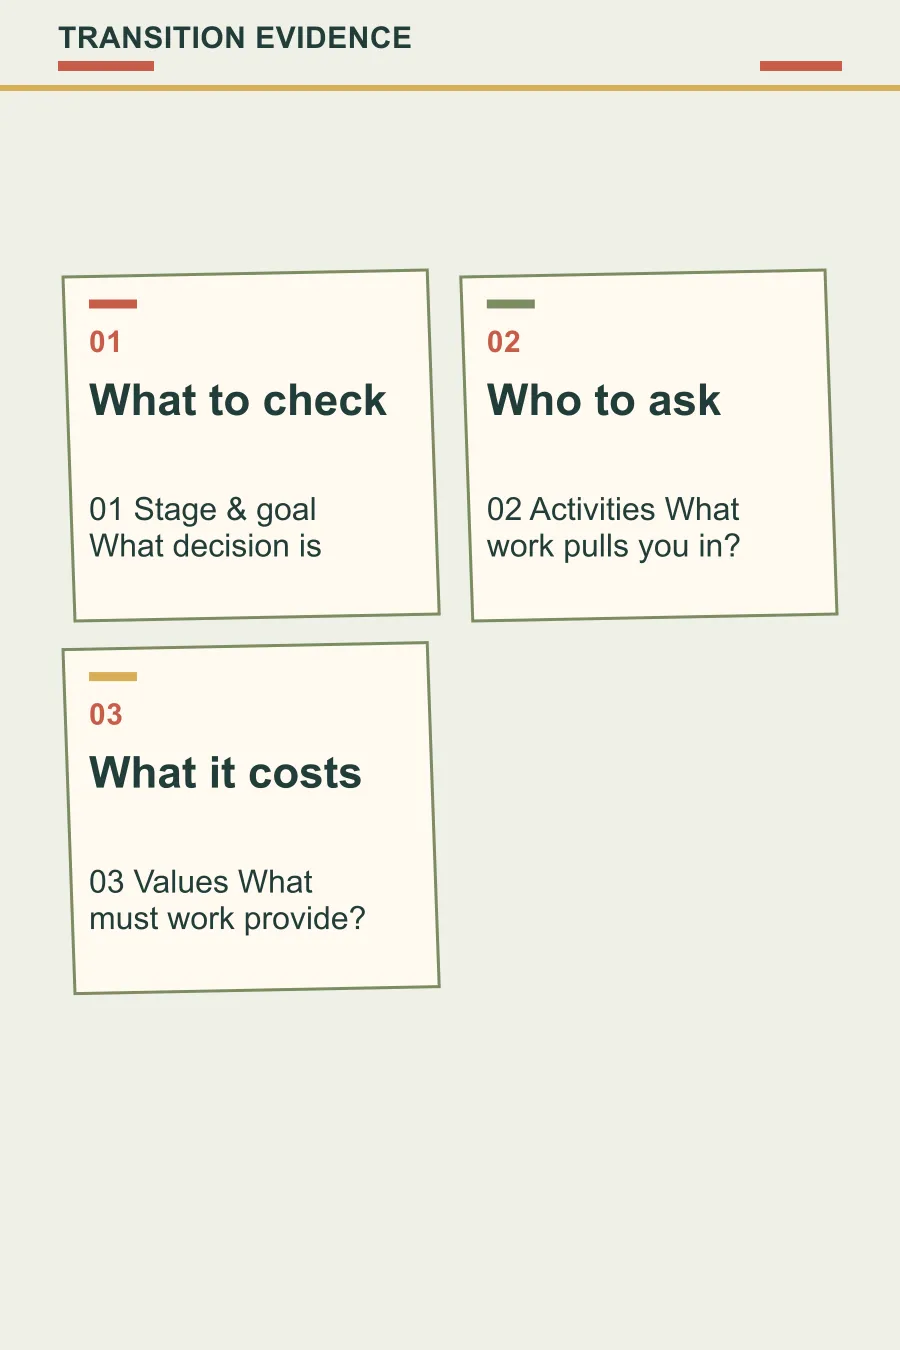 TRANSITION EVIDENCE
01
What to check
01 Stage & goal
What decision is
02
Who to ask
02 Activities What
work pulls you in?
03
What it costs
03 Values What
must work provide?